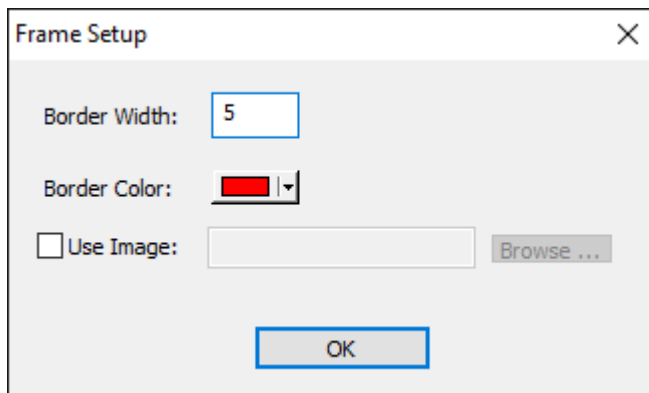 Frame Setup
Border Width: 5
Border Color:
Use Image: Browse ...
OK